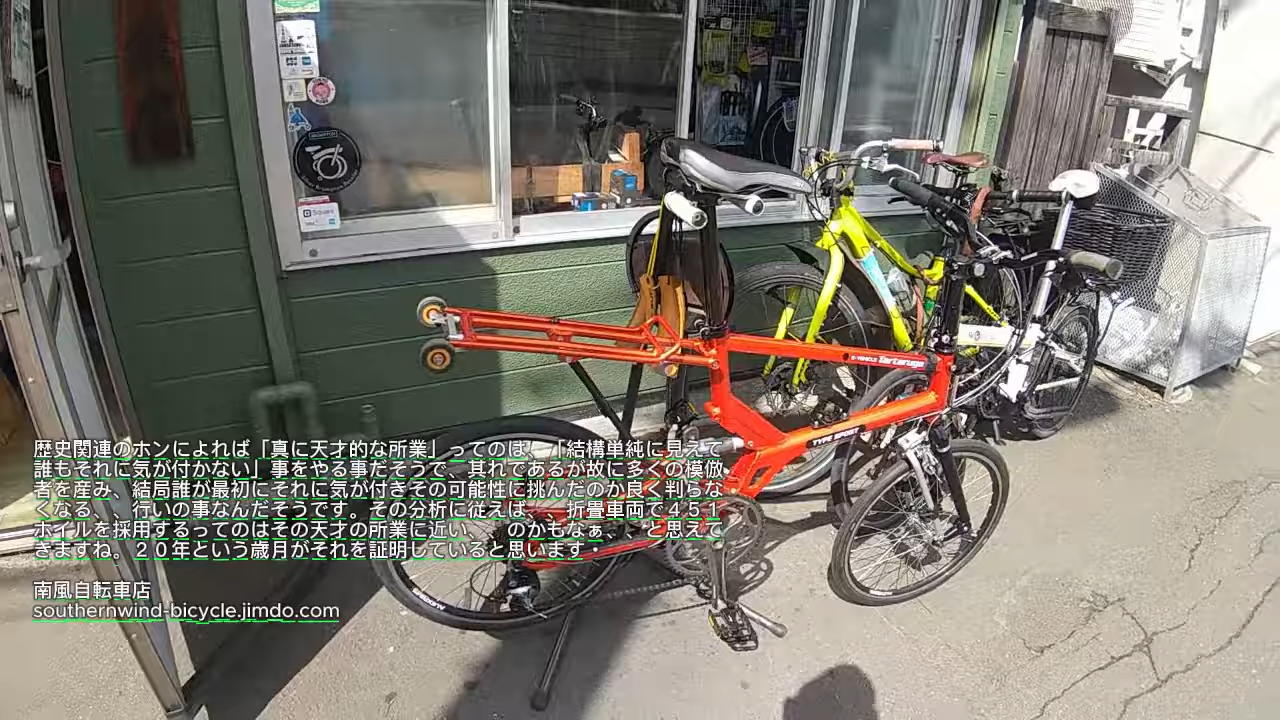 歴史関連のホンによれば「真に天才的な所業」ってのは、「結構単純に見えて
誰もそれに気が付かない」事をやる事だそうで、其れであるが故に多くの模倣
者を産み、結局誰が最初にそれに気が付きその可能性に挑んだのか良く判らな
くなる、、行いの事なんだそうです。その分析に従えば、、折畳車両で４５１
ホイルを採用するってのはその天才の所業に近い、、のかもなぁ、、と思えて
きますね。２０年という歳月がそれを証明していると思います・
南風自転車店
southernwind-bicycle.jimdo.com
Tartaruga
TYPE SPORT
Square